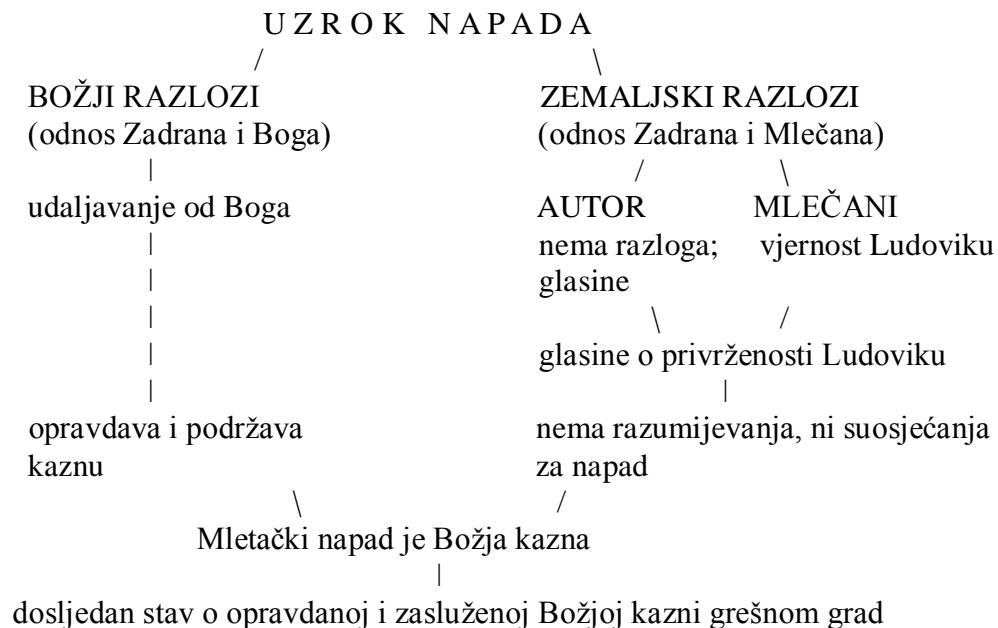 UZROK NAPADA
BOŽJI RAZLOZI ZEMALJSKI RAZLOZI
(odnos Zadrana i Boga) (odnos Zadrana i Mlečana)
udaljavanje od Boga AUTOR MLEČANI
nema razloga; vjernost Ludoviku
glasine
glasine o privrženosti Ludoviku
opravdava i podržava nema razumijevanja, ni suosjećanja
kaznu za napad
Mletački napad je Božja kazna
dosljedan stav o opravdanoj i zasluženoj Božjoj kazni grešnom grad